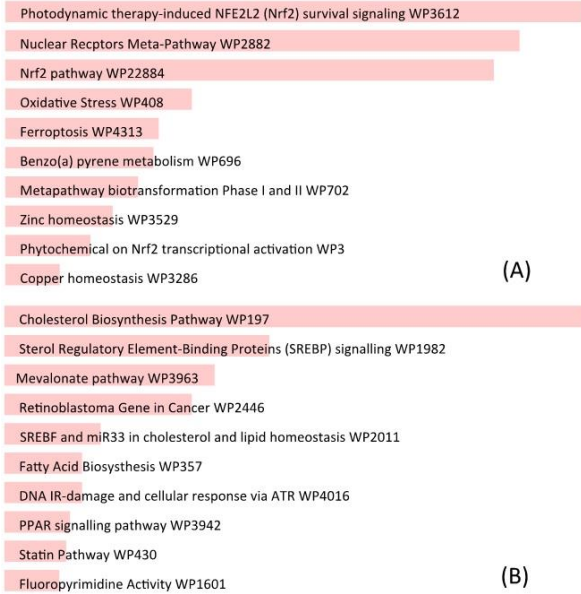 Photodynamic therapy-induced NFE2L2 (Nrf2) survival signaling WP3612
Nuclear Recptors Meta-Pathway WP2882
Nrf2 pathway WP22884
Oxidative Stress WP408
Ferroptosis WP4313
Benzo(a) pyrene metabolism WP696
Metapathway biotransformation Phase I and II WP702
Zinc homeostasis WP3529
Phytochemical on Nrf2 transcriptional activation WP3
Copper homeostasis WP3286
(A)
Cholesterol Biosynthesis Pathway WP197
Sterol Regulatory Element-Binding Proteins (SREBP) signalling WP1982
Mevalonate pathway WP3963
Retinoblastoma Gene in Cancer WP2446
SREBF and miR33 in cholesterol and lipid homeostasis WP2011
Fatty Acid Biosysthesis WP357
DNA IR-damage and cellular response via ATR WP4016
PPAR signalling pathway WP3942
Statin Pathway WP430
Fluoropyrimidine Activity WP1601
(B)